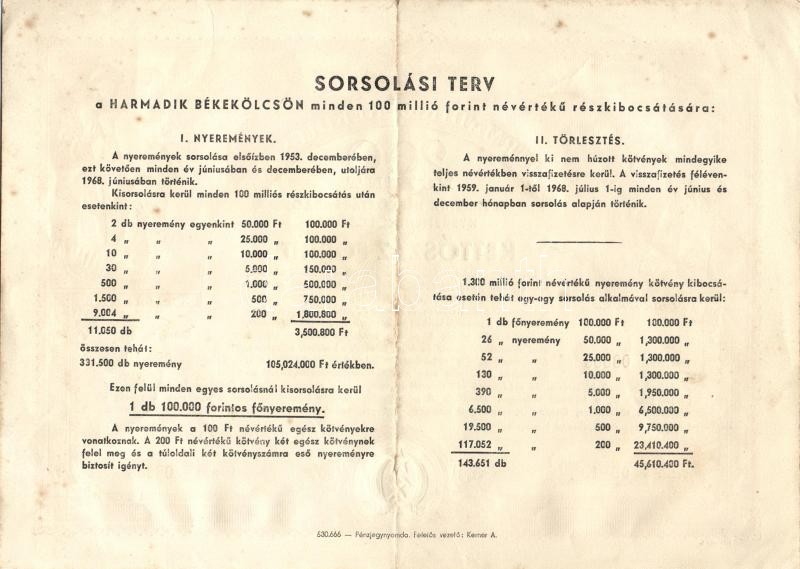 SORSOLÁSI TERV
a HARMADIK BÉKEKÖLCSÖN minden 100 millió forint névértékű részkibocsátására:
I. NYEREMÉNYEK.
A nyeremények sorsolása elsőízben 1953. decemberében,
ezt követően minden év júniusában és decemberében, utoljára
1968. júniusában történik.
Kisorsolásra kerül minden 100 milliós részkibocsátás után
esetenkint:
2 db nyeremény egyenkint 50.000 Ft 100.000 Ft
4 „ „ „ 25.000 „ 100.000 „
10 „ „ „ 10.000 „ 100.000 „
30 „ „ „ 5.000 „ 150.000 „
500 „ „ „ 1.000 „ 500.000 „
1.500 „ „ „ 500 „ 750.000 „
9.004 „ „ „ 200 „ 1,800.800 „
11.050 db 3,500.800 Ft
összesen tehát:
331.500 db nyeremény 105,024.000 Ft értékben.
Ezen felül minden egyes sorsolásnál kisorsolásra kerül
1 db 100.000 forintos főnyeremény.
A nyeremények a 100 Ft névértékű egész kötvényekre
vonatkoznak. A 200 Ft névértékű kötvény két egész kötvénynek
felel meg és a túloldali két kötvényszámra eső nyereményre
biztosít igényt.
II. TÖRLESZTÉS.
A nyereménnyel ki nem húzott kötvények mindegyike
teljes névértékben visszafizetésre kerül. A visszafizetés féléven-
kint 1959. január 1-től 1968. július 1-ig minden év június és
december hónapban sorsolás alapján történik.
1.300 millió forint névértékű nyeremény kötvény kibocsá-
tása esetén tehát egy-egy sorsolás alkalmával sorsolásra kerül:
1 db főnyeremény 100.000 Ft 100.000 Ft
26 „ nyeremény 50.000 „ 1,300.000 „
52 „ „ 25.000 „ 1,300.000 „
130 „ „ 10.000 „ 1,300.000 „
390 „ „ 5.000 „ 1,950.000 „
6.500 „ „ 1.000 „ 6,500.000 „
19.500 „ „ 500 „ 9,750.000 „
117.052 „ „ 200 „ 23,410.400 „
143.651 db 45,610.400 Ft.
530.666 — Pénzjegynyomda. Felelős vezető: Kerner A.